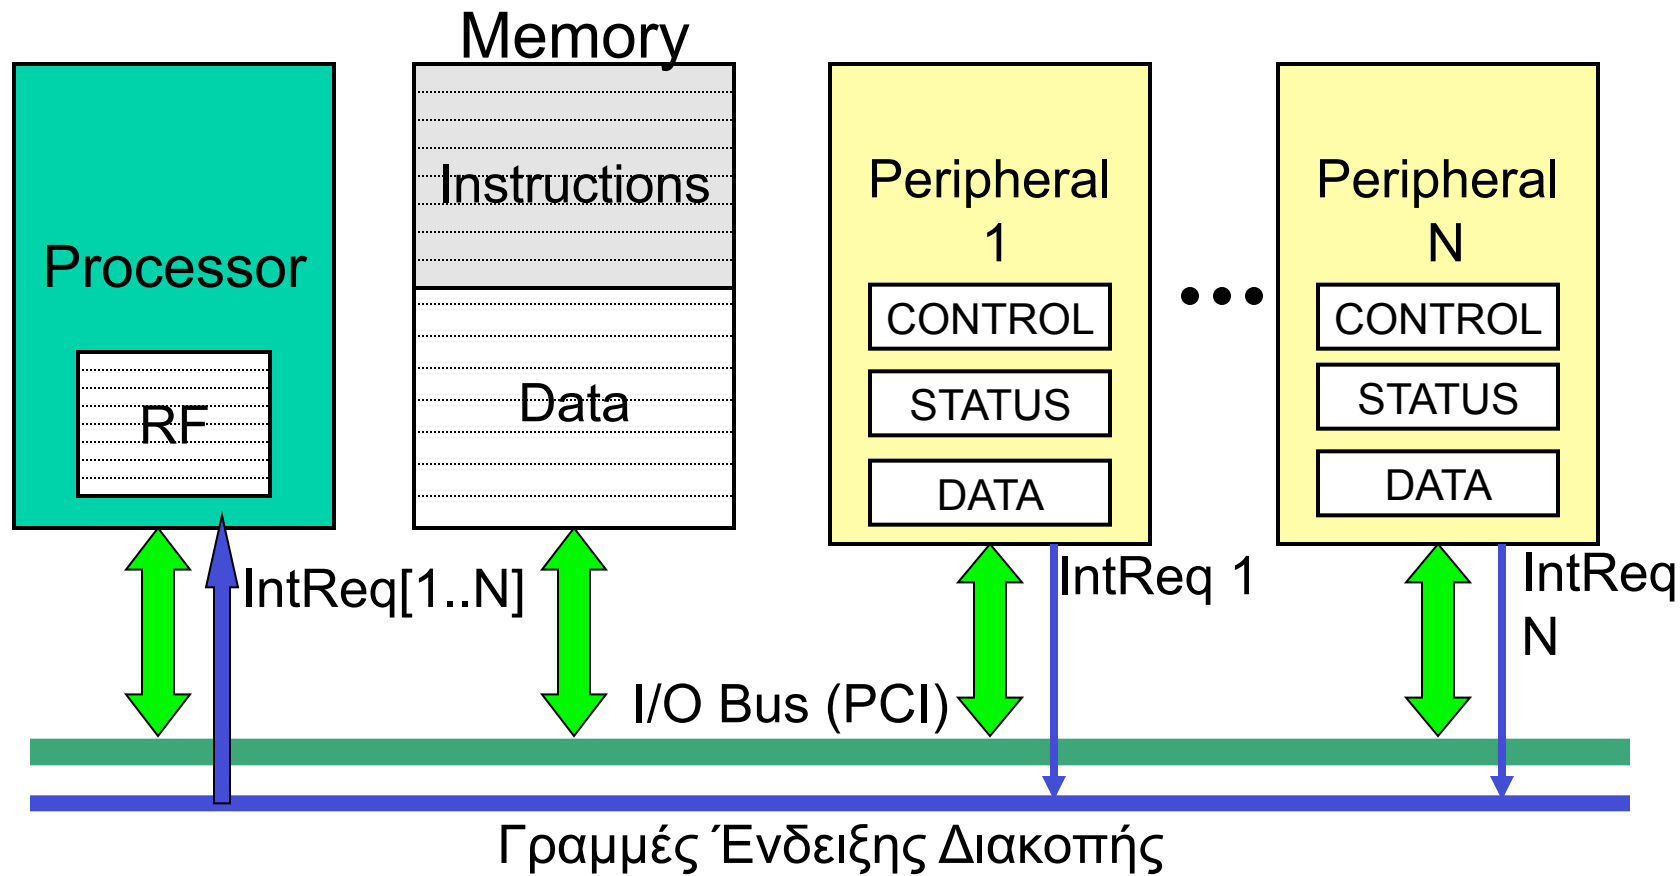 Memory
Processor
RF
Instructions
Data
Peripheral
1
CONTROL
STATUS
DATA
Peripheral
N
CONTROL
STATUS
DATA
IntReq[1..N]
IntReq 1
IntReq
N
I/O Bus (PCI)
Γραμμές Ένδειξης Διακοπής